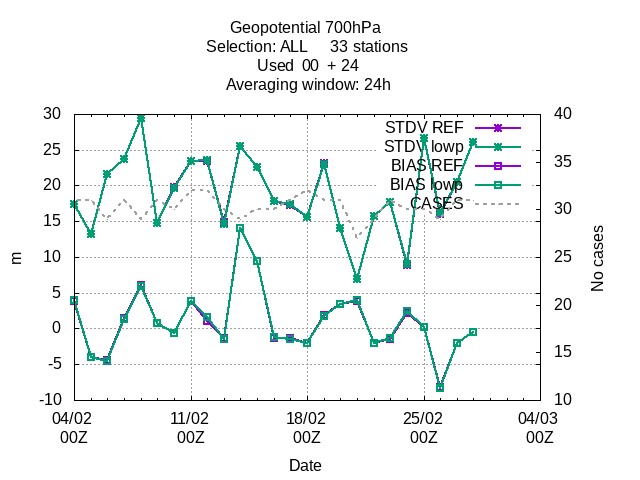 Geopotential 700hPa
Selection: ALL 33 stations
Used 00 + 24
Averaging window: 24h
30 40
STDV REF
STDV lowp
BIAS REF
BIAS lowp
CASES
25 35
20 30
15
10 25
5 20
0
-5 15
-10 10
m
No cases
04/02 11/02 18/02 25/02 04/03
00Z 00Z 00Z 00Z 00Z
Date